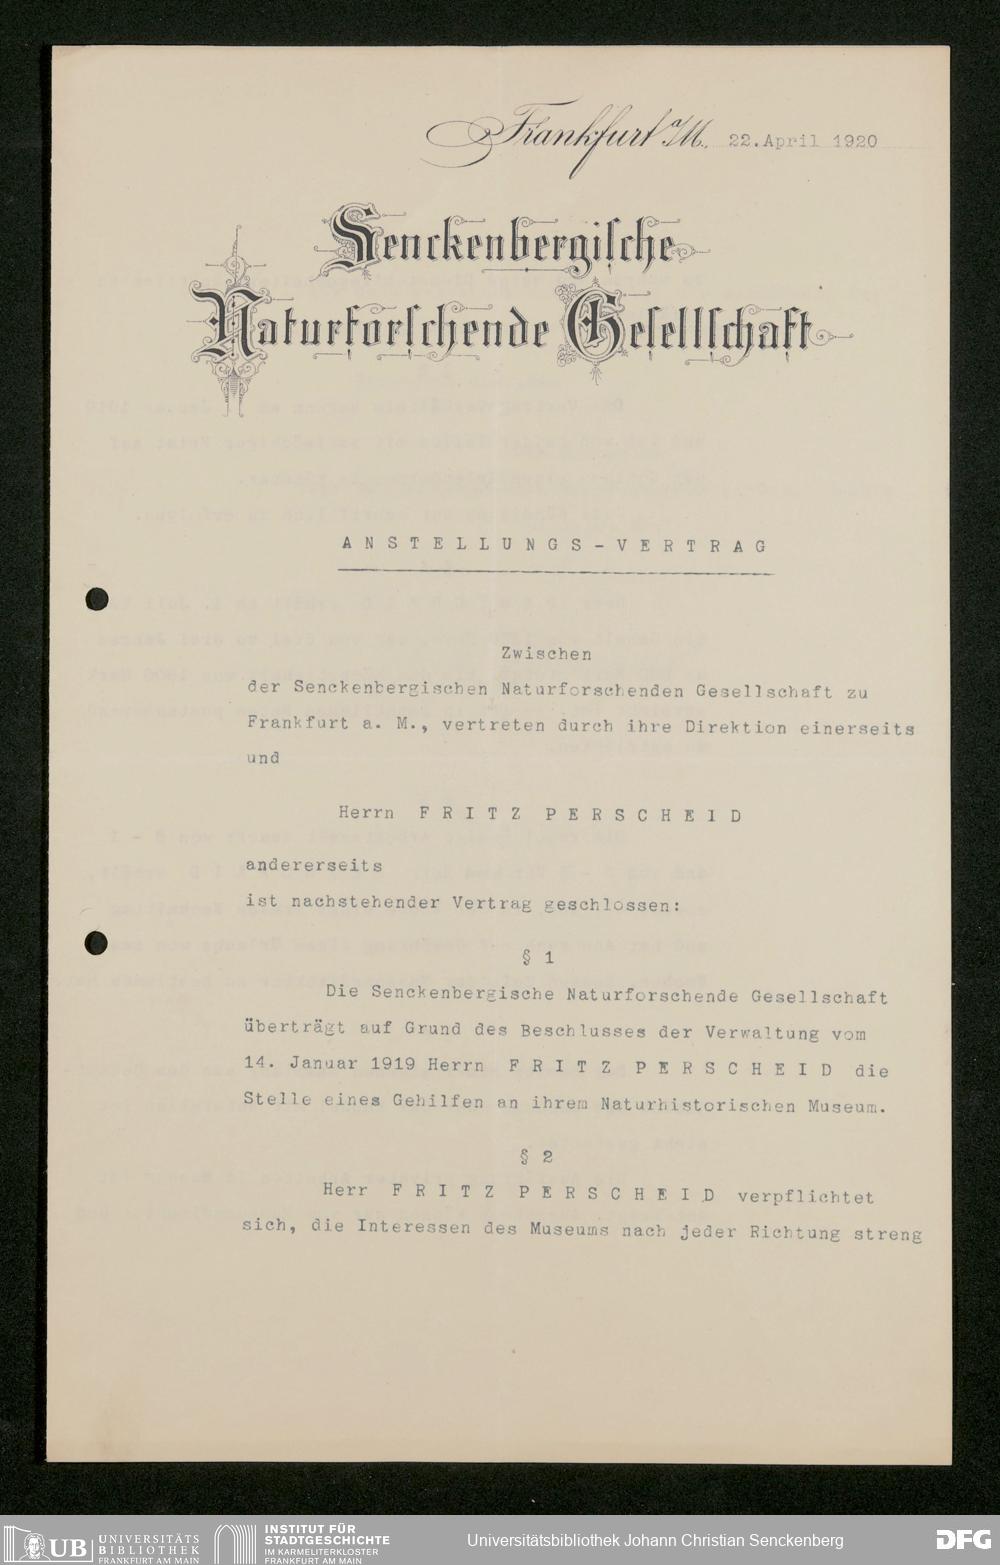 Frankfurt a/M., 22.April 1920
Senckenbergische
Naturforschende Gesellschaft
ANSTELLUNGS-VERTRAG
Zwischen
der Senckenbergischen Naturforschenden Gesellschaft zu
Frankfurt a. M., vertreten durch ihre Direktion einerseits
und
Herrn FRITZ PERSCHEID
andererseits
ist nachstehender Vertrag geschlossen:
§ 1
Die Senckenbergische Naturforschende Gesellschaft
überträgt auf Grund des Beschlusses der Verwaltung vom
14. Januar 1919 Herrn FRITZ PERSCHEID die
Stelle eines Gehilfen an ihrem Naturhistorischen Museum.
§ 2
Herr FRITZ PERSCHEID verpflichtet
sich, die Interessen des Museums nach jeder Richtung streng
UB UNIVERSITÄTS
BIBLIOTHEK
FRANKFURT AM MAIN
INSTITUT FÜR
STADTGESCHICHTE
IM KARMELITERKLOSTER
FRANKFURT AM MAIN
Universitätsbibliothek Johann Christian Senckenberg
DFG